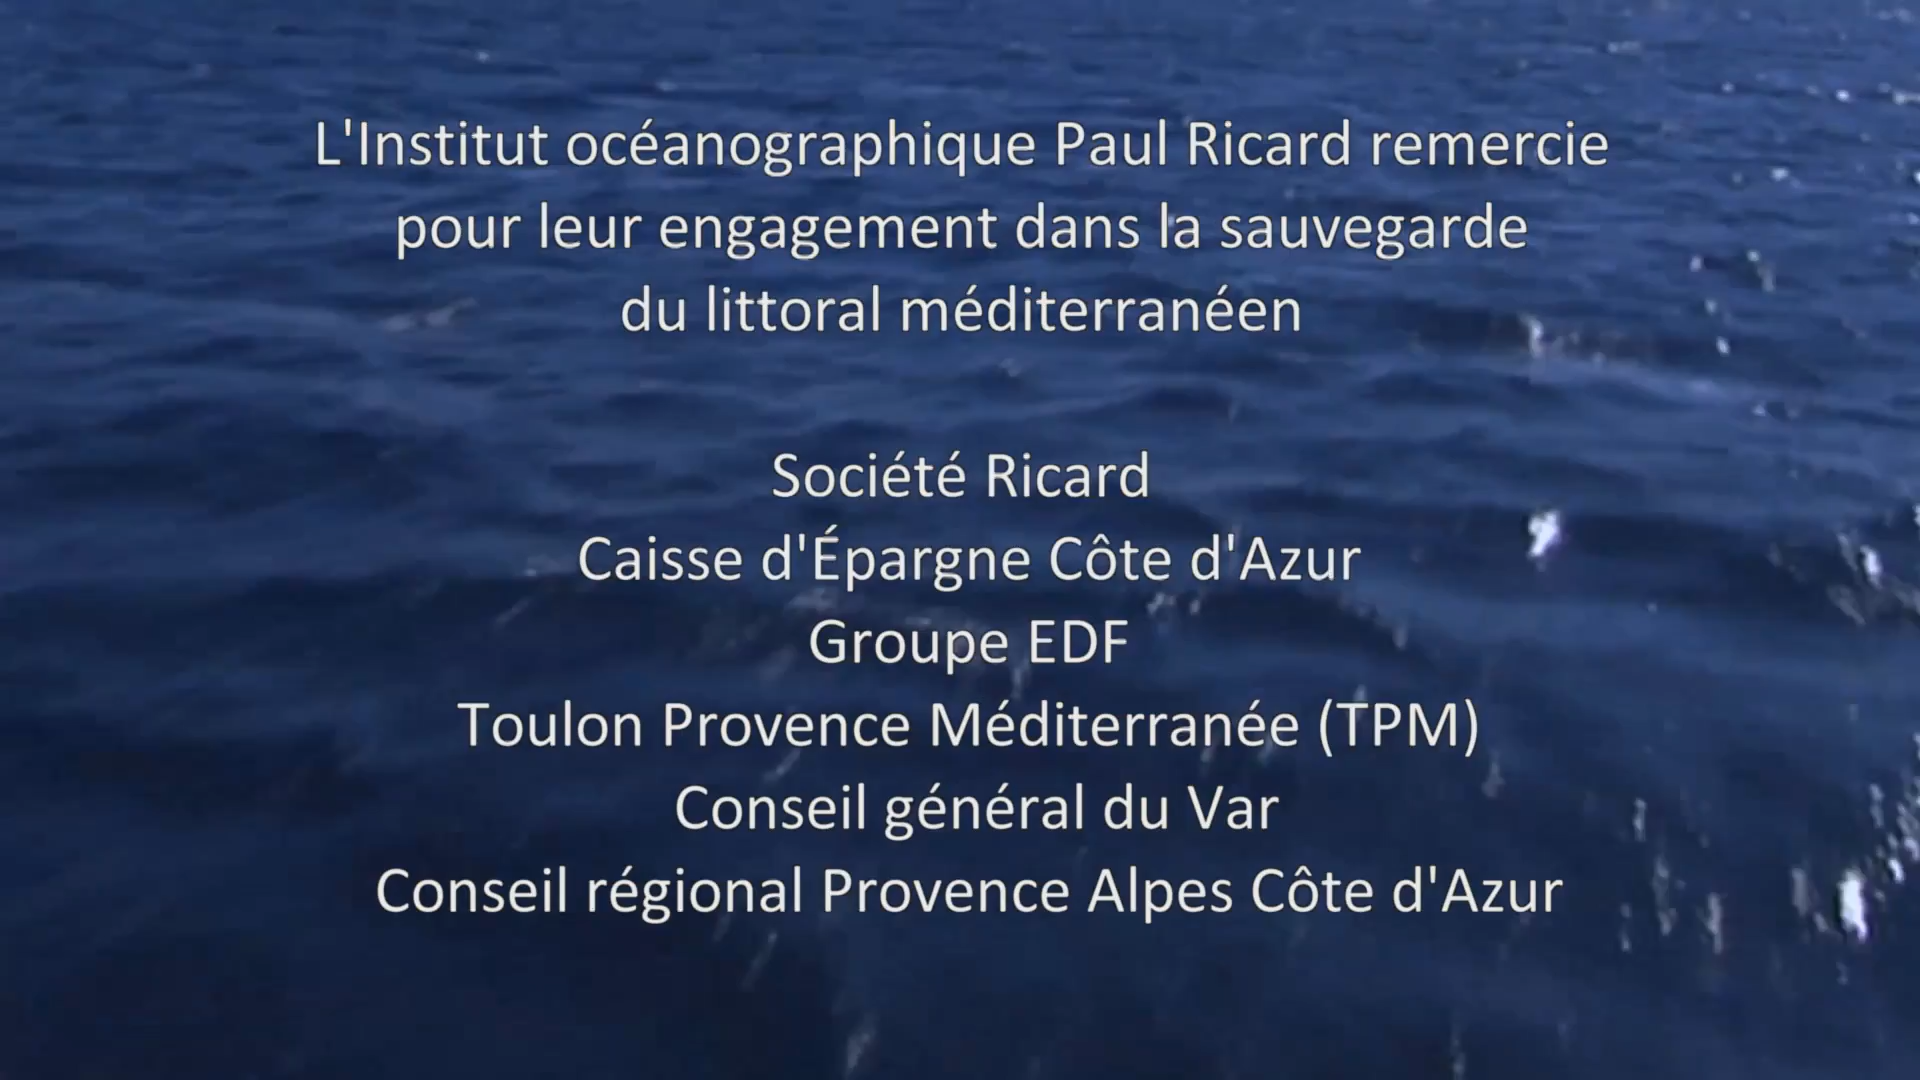 L'Institut océanographique Paul Ricard remercie
pour leur engagement dans la sauvegarde
du littoral méditerranéen
Société Ricard
Caisse d'Épargne Côte d'Azur
Groupe EDF
Toulon Provence Méditerranée (TPM)
Conseil général du Var
Conseil régional Provence Alpes Côte d'Azur